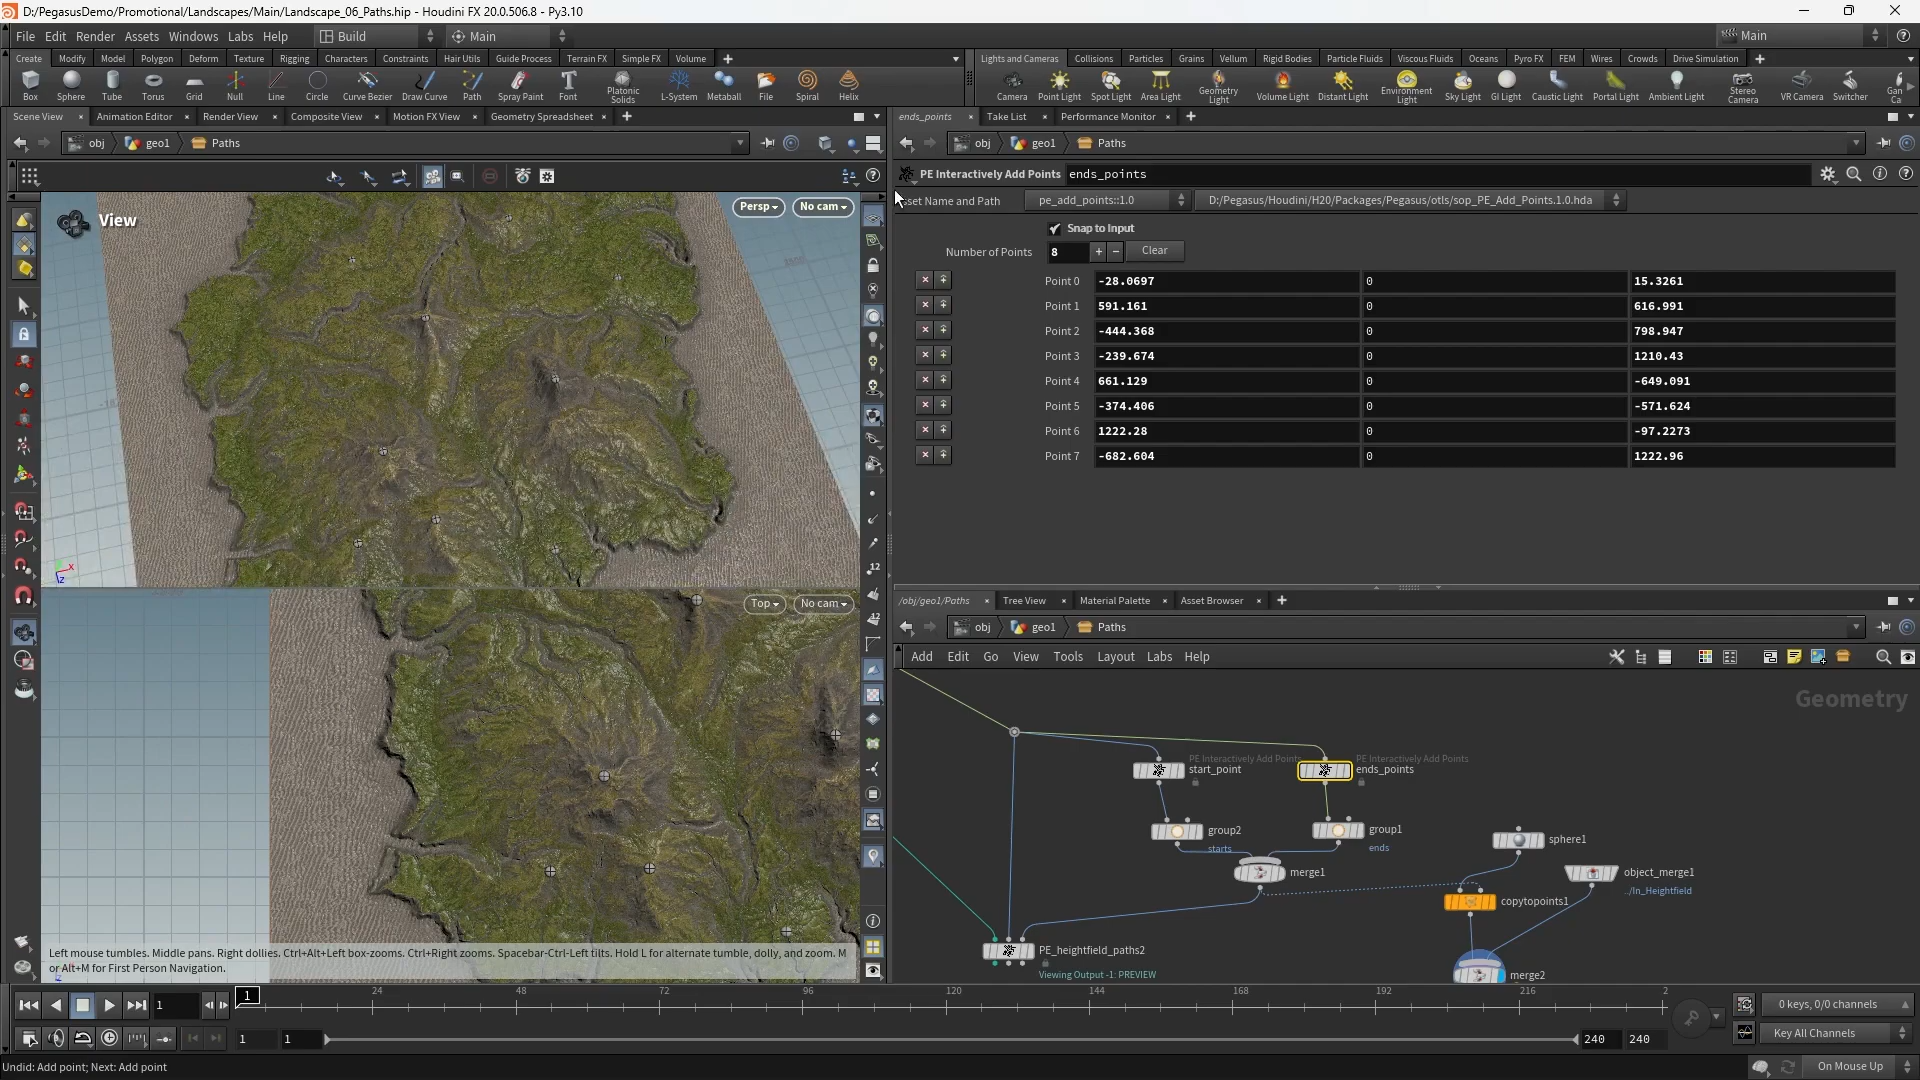 D:/PegasusDemo/Promotional/Landscapes/Main/Landscape_06_Paths.hip - Houdini FX 20.0.506.8 - Py3.10
File Edit Render Assets Windows Labs Help Build Main Main
Create Modify Model Polygon Deform Texture Rigging Characters Constraints Hair Utils Guide Process Terrain FX Simple FX Volume
Lights and Cameras Collisions Particles Grains Vellum Rigid Bodies Particle Fluids Viscous Fluids Oceans Pyro FX FEM Wires Crowds Drive Simulation
Box Sphere Tube Torus Grid Null Line Circle Curve Bezier Draw Curve Path Spray Paint Font Platonic Solids L-System Metaball File Spiral Helix
Camera Point Light Spot Light Area Light Geometry Light Volume Light Distant Light Environment Light Sky Light GI Light Caustic Light Portal Light Ambient Light Stereo Camera VR Camera Switcher Gan Ca
Scene View Animation Editor Render View Composite View Motion FX View Geometry Spreadsheet
ends_points Take List Performance Monitor
obj geo1 Paths
obj geo1 Paths
PE Interactively Add Points ends_points
sset Name and Path pe_add_points::1.0 D:/Pegasus/Houdini/H20/Packages/Pegasus/otls/sop_PE_Add_Points.1.0.hda
View
Persp No cam
Snap to Input
Number of Points 8 + − Clear
Point 0 -28.0697 0 15.3261
Point 1 591.161 0 616.991
Point 2 -444.368 0 798.947
Point 3 -239.674 0 1210.43
Point 4 661.129 0 -649.091
Point 5 -374.406 0 -571.624
Point 6 1222.28 0 -97.2273
Point 7 -682.604 0 1222.96
x
z
Top No cam
12
12
/obj/geo1/Paths Tree View Material Palette Asset Browser
obj geo1 Paths
Add Edit Go View Tools Layout Labs Help
Geometry
PE Interactively Add Points
start_point
PE Interactively Add Points
ends_points
group2
starts
group1
ends
merge1
sphere1
object_merge1
../In_Heightfield
copytopoints1
PE_heightfield_paths2
Viewing Output -1: PREVIEW
merge2
Left mouse tumbles. Middle pans. Right dollies. Ctrl+Alt+Left box-zooms. Ctrl+Right zooms. Spacebar-Ctrl-Left tilts. Hold L for alternate tumble, dolly, and zoom. M
or Alt+M for First Person Navigation.
1 1 24 48 72 96 120 144 168 192 216 2
0 keys, 0/0 channels
1 1 240 240 Key All Channels
Undid: Add point; Next: Add point On Mouse Up